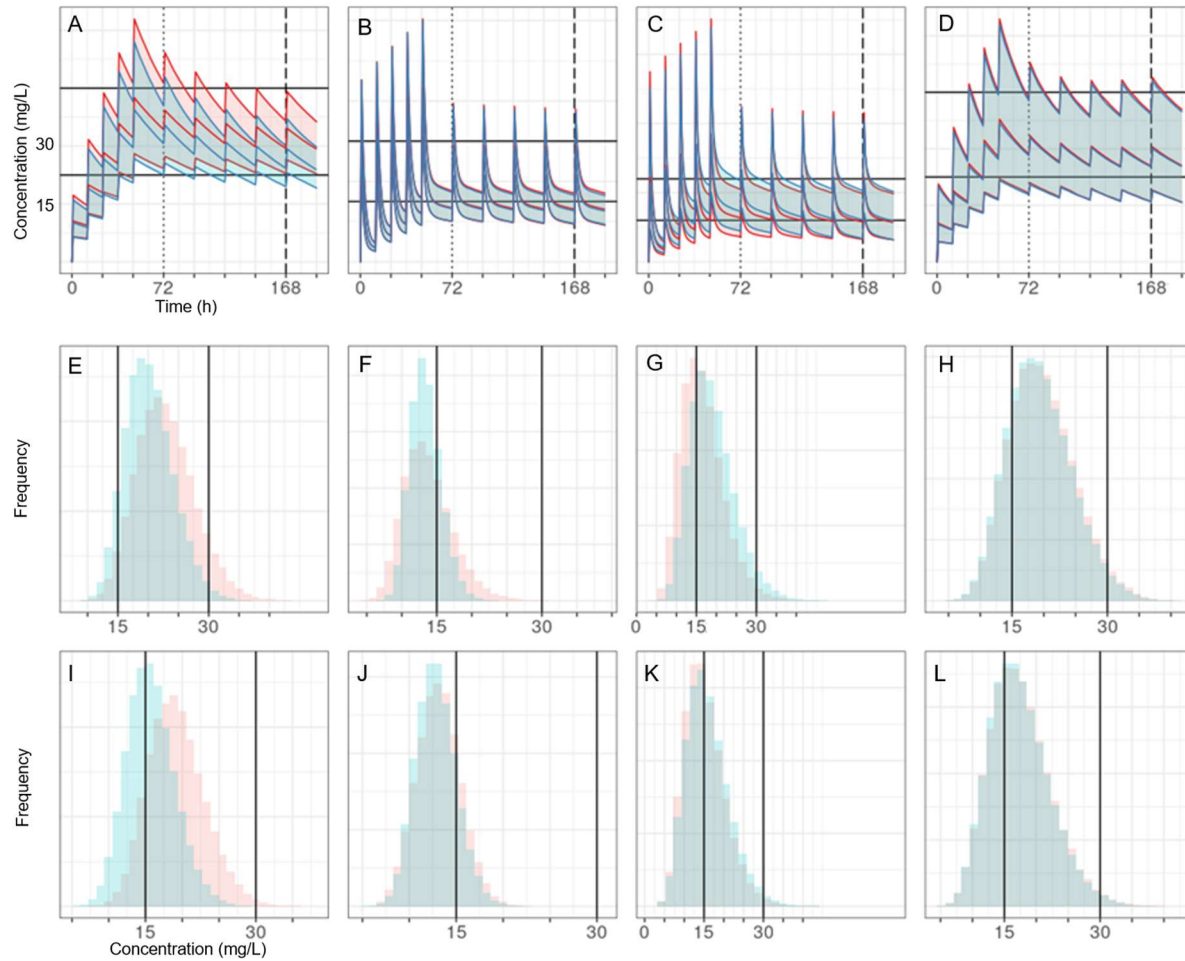 A B C D
Concentration (mg/L)
30
15
0 72 168 0 72 168 0 72 168 0 72 168
Time (h)
E F G H
Frequency
15 30 15 30 0 15 30 15 30
I J K L
Frequency
15 30 15 30 0 15 30 15 30
Concentration (mg/L)